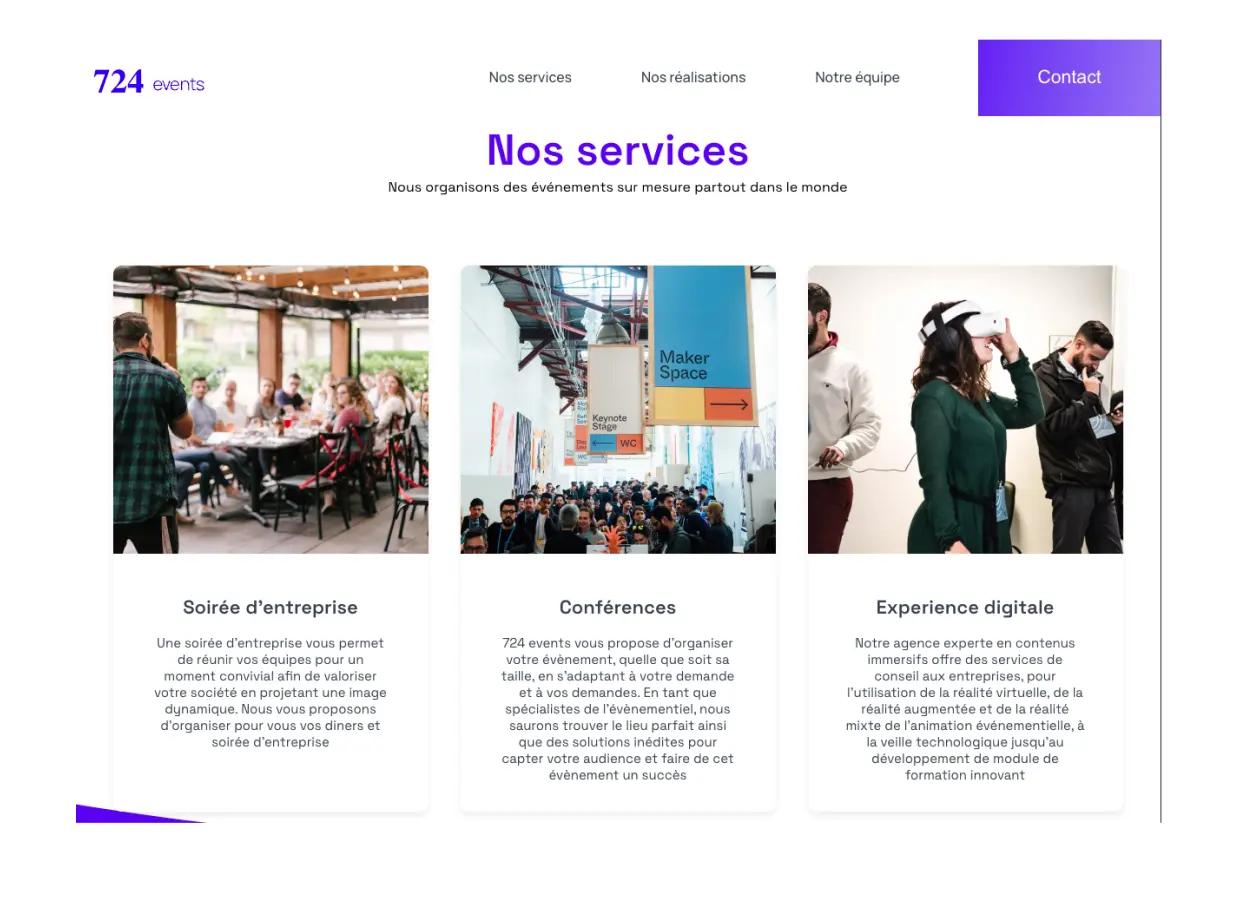 724 events
Nos services
Nos réalisations
Notre équipe
Contact
Nos services
Nous organisons des événements sur mesure partout dans le monde
Maker
Space
Keynote
Stage
WC
Soirée d'entreprise
Une soirée d'entreprise vous permet
de réunir vos équipes pour un
moment convivial afin de valoriser
votre société en projetant une image
dynamique. Nous vous proposons
d'organiser pour vous vos diners et
soirée d'entreprise
Conférences
724 events vous propose d'organiser
votre évènement, quelle que soit sa
taille, en s'adaptant à votre demande
et à vos demandes. En tant que
spécialistes de l'évènementiel, nous
saurons trouver le lieu parfait ainsi
que des solutions inédites pour
capter votre audience et faire de cet
évènement un succès
Experience digitale
Notre agence experte en contenus
immersifs offre des services de
conseil aux entreprises, pour
l'utilisation de la réalité virtuelle, de la
réalité augmentée et de la réalité
mixte de l'animation événementielle, à
la veille technologique jusqu'au
développement de module de
formation innovant